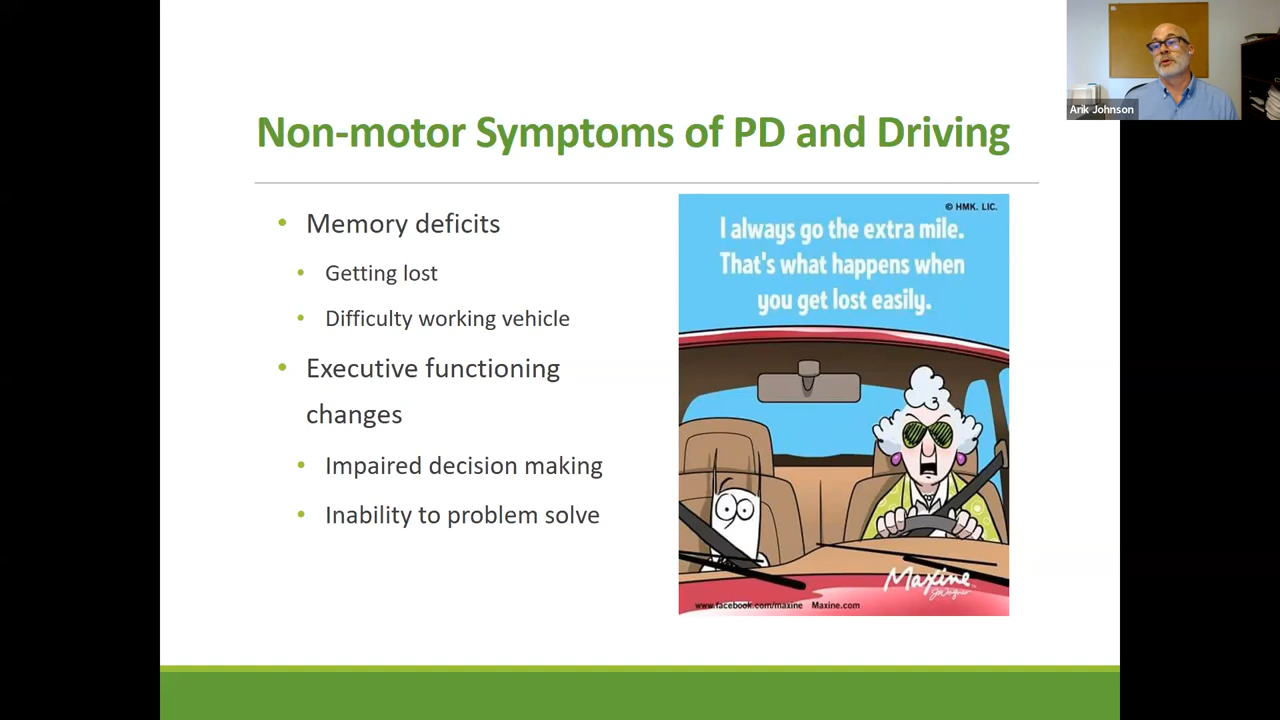 Arik Johnson
Non-motor Symptoms of PD and Driving
• Memory deficits
• Getting lost
• Difficulty working vehicle
• Executive functioning
changes
• Impaired decision making
• Inability to problem solve
© HMK. LIC.
I always go the extra mile.
That's what happens when
you get lost easily.
Maxine
JWagner
www.facebook.com/maxine Maxine.com